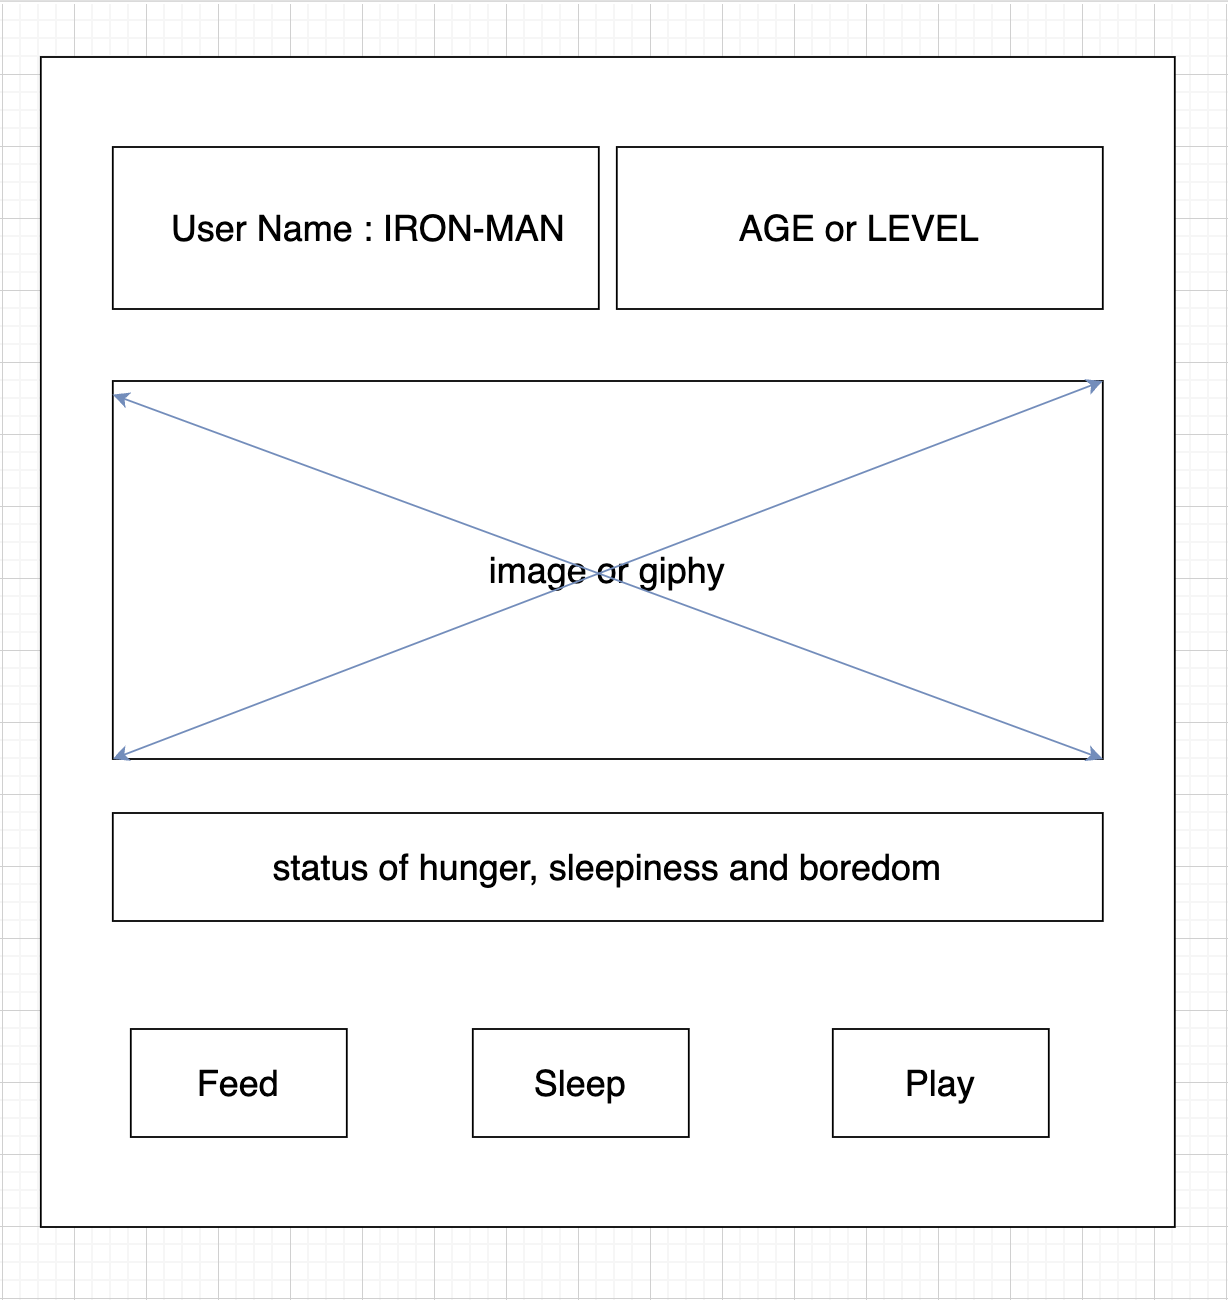 User Name : IRON-MAN
AGE or LEVEL
image or giphy
status of hunger, sleepiness and boredom
Feed
Sleep
Play